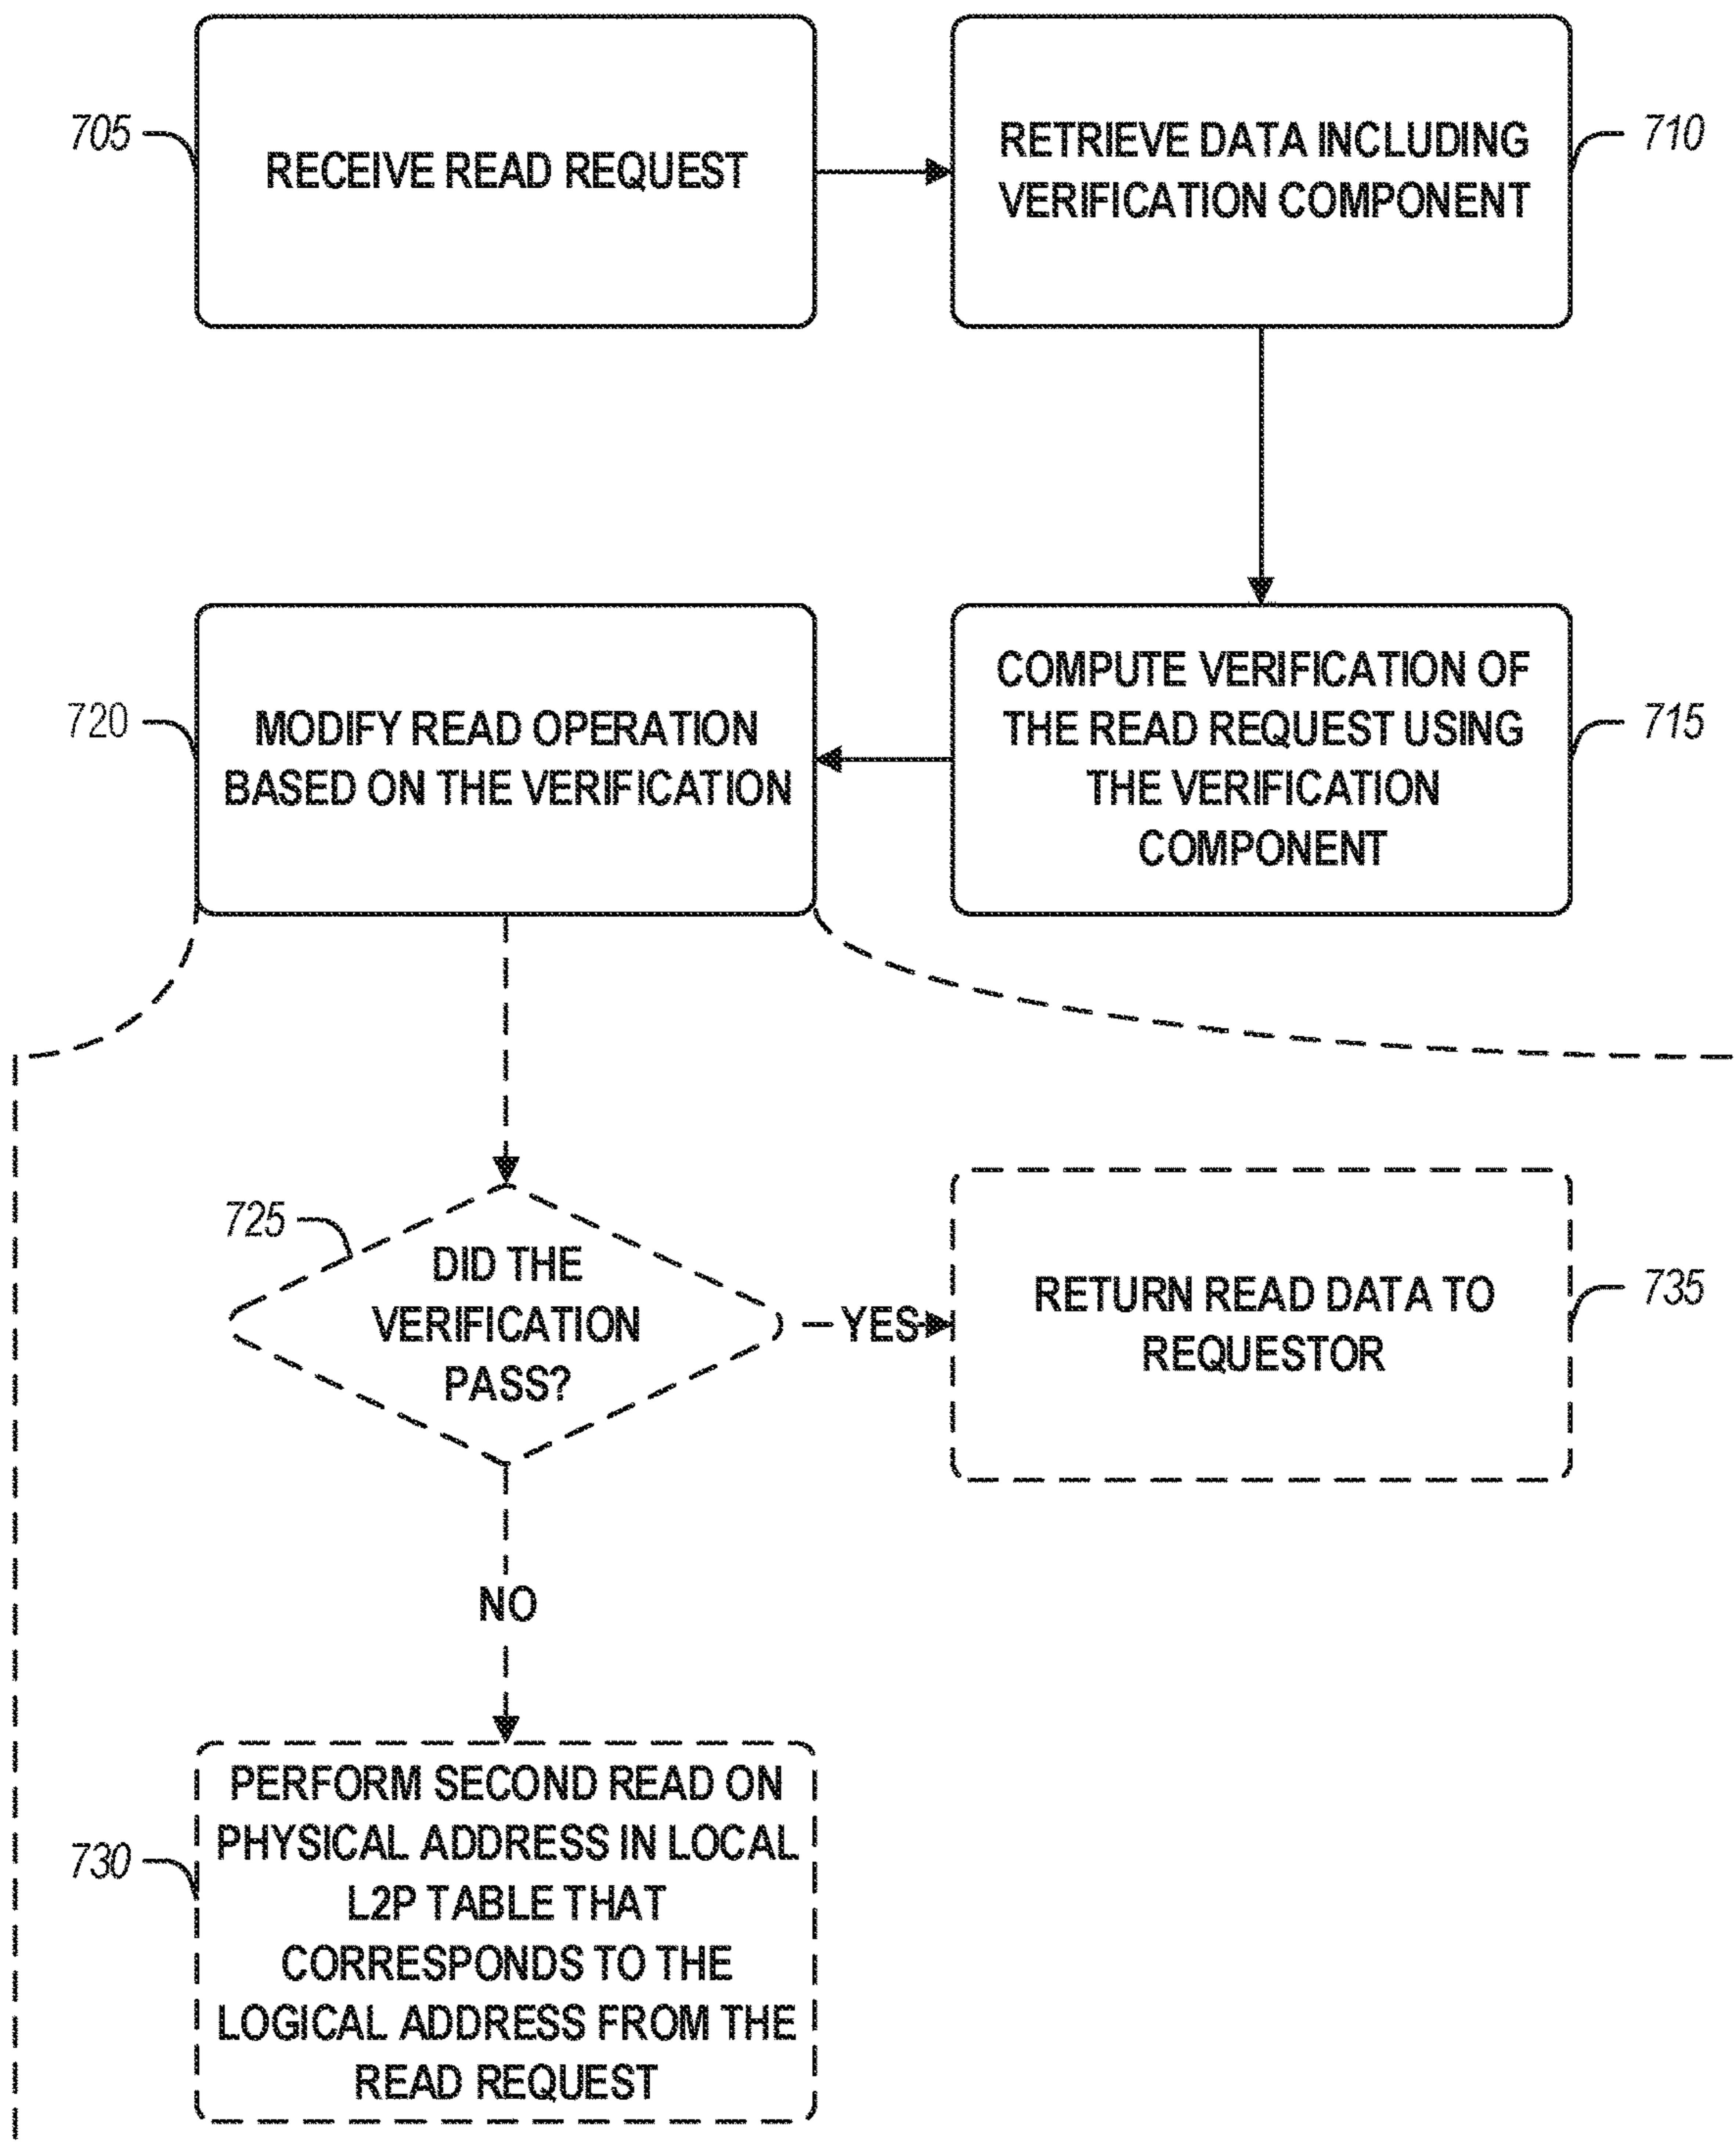 705
RECEIVE READ REQUEST
RETRIEVE DATA INCLUDING
VERIFICATION COMPONENT
710
720
MODIFY READ OPERATION
BASED ON THE VERIFICATION
COMPUTE VERIFICATION OF
THE READ REQUEST USING
THE VERIFICATION
COMPONENT
715
725
DID THE
VERIFICATION
PASS?
YES
RETURN READ DATA TO
REQUESTOR
735
NO
730
PERFORM SECOND READ ON
PHYSICAL ADDRESS IN LOCAL
L2P TABLE THAT
CORRESPONDS TO THE
LOGICAL ADDRESS FROM THE
READ REQUEST